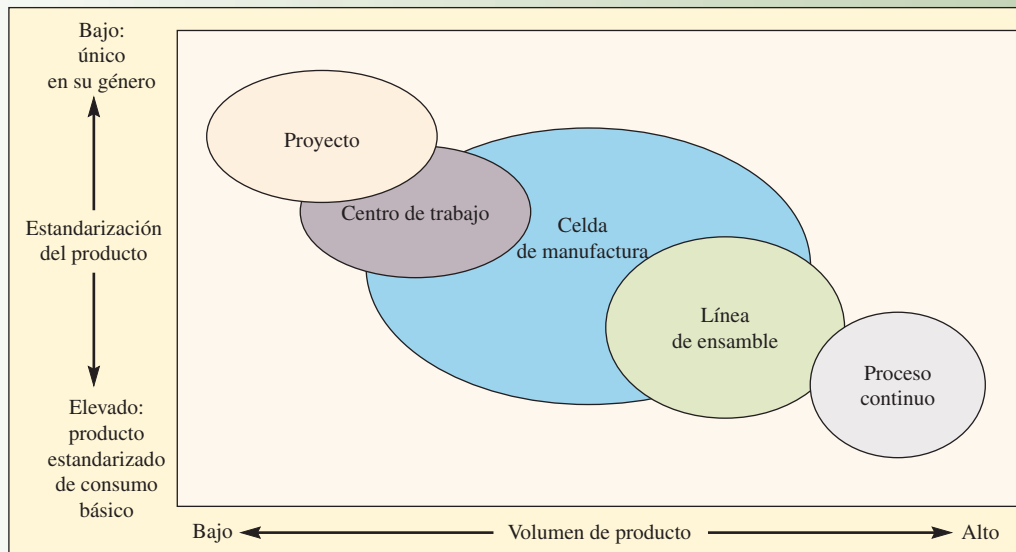 Bajo:
único
en su género
Estandarización
del producto
Elevado:
producto
estandarizado
de consumo
básico
Proyecto
Centro de trabajo
Celda
de manufactura
Línea
de ensamble
Proceso
continuo
Bajo
Volumen de producto
Alto